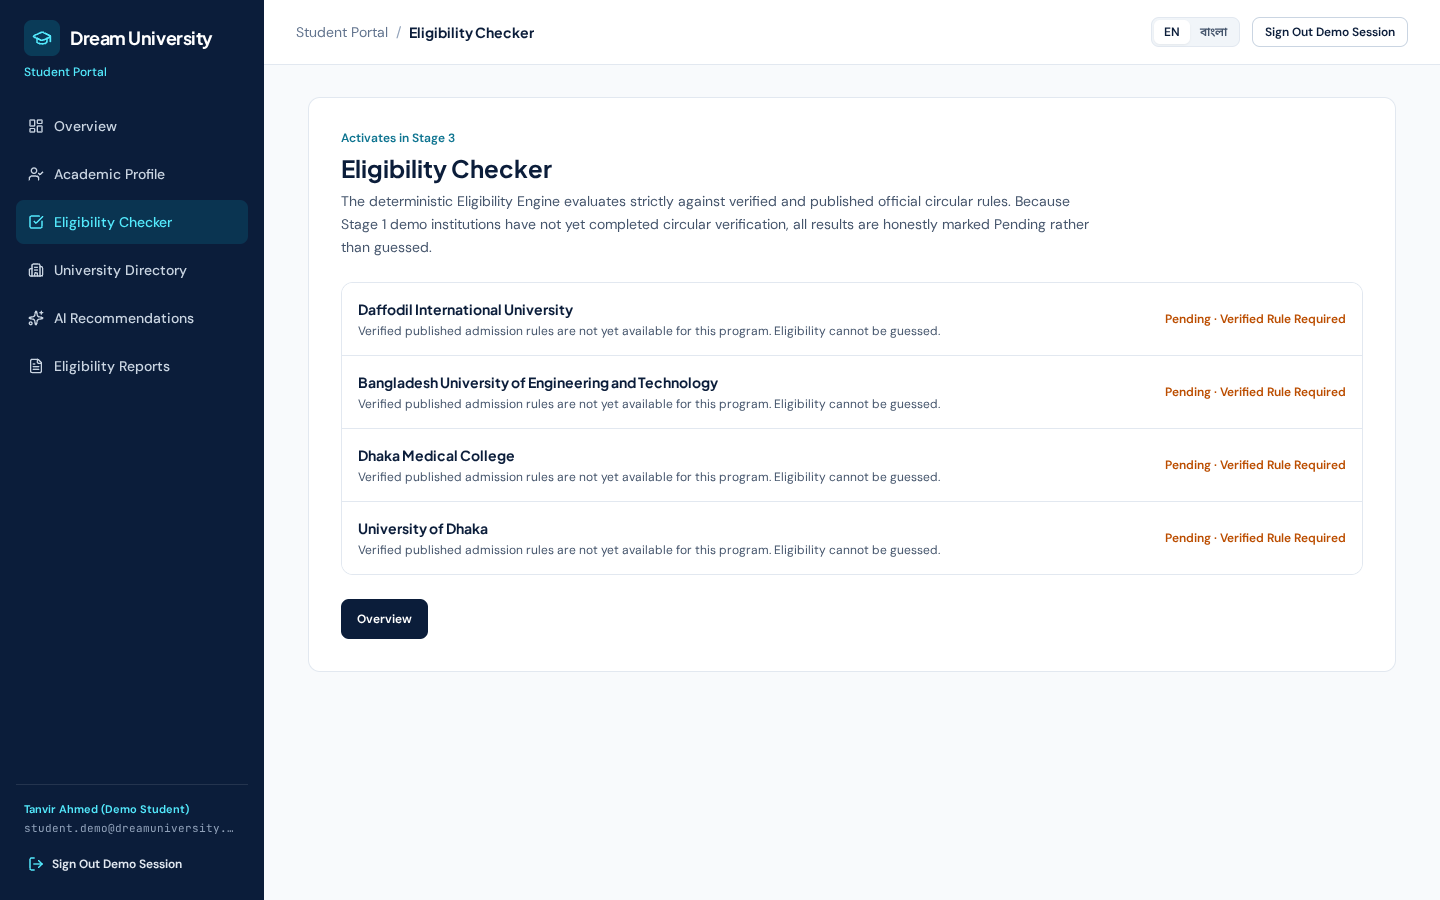 Dream University
Student Portal
Overview
Academic Profile
Eligibility Checker
University Directory
AI Recommendations
Eligibility Reports
Tanvir Ahmed (Demo Student)
student.demo@dreamuniversity.…
Sign Out Demo Session
Student Portal / Eligibility Checker
EN বাংলা Sign Out Demo Session
Activates in Stage 3
Eligibility Checker
The deterministic Eligibility Engine evaluates strictly against verified and published official circular rules. Because
Stage 1 demo institutions have not yet completed circular verification, all results are honestly marked Pending rather
than guessed.
Daffodil International University
Verified published admission rules are not yet available for this program. Eligibility cannot be guessed.
Pending · Verified Rule Required
Bangladesh University of Engineering and Technology
Verified published admission rules are not yet available for this program. Eligibility cannot be guessed.
Pending · Verified Rule Required
Dhaka Medical College
Verified published admission rules are not yet available for this program. Eligibility cannot be guessed.
Pending · Verified Rule Required
University of Dhaka
Verified published admission rules are not yet available for this program. Eligibility cannot be guessed.
Pending · Verified Rule Required
Overview